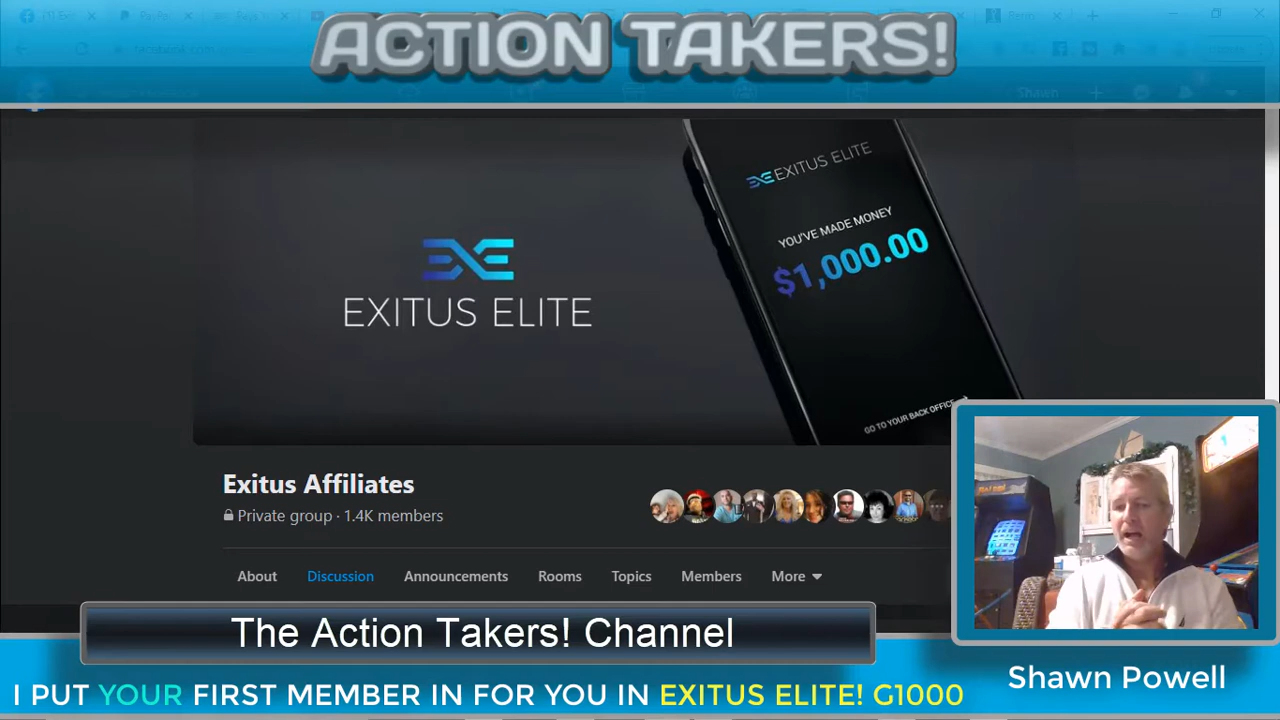 ACTION TAKERS!
Shawn
EXITUS ELITE
YOU'VE MADE MONEY
$1,000.00
GO TO YOUR BACK OFFICE
EXITUS ELITE
Exitus Affiliates
Private group · 1.4K members
About Discussion Announcements Rooms Topics Members More
The Action Takers! Channel
Shawn Powell
I PUT YOUR FIRST MEMBER IN FOR YOU IN EXITUS ELITE! G1000